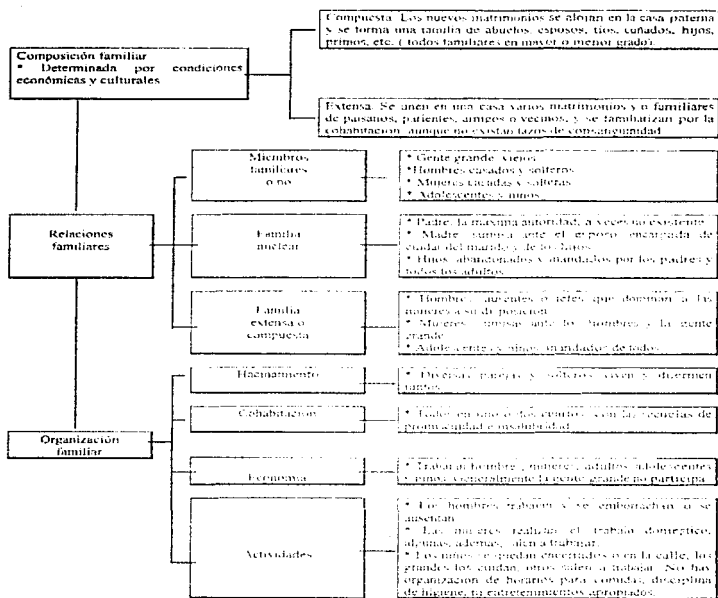 Compuesta. Los nuevos matrimonios se alojan en la casa paterna
y se forma una familia de abuelos, esposos, tíos, cuñados, hijos,
primos, etc. ( todos familiares en mayor o menor grado).
Composición familiar
* Determinada por condiciones
económicas y culturales
Extensa. Se unen en una casa varios matrimonios y o familiares
de paisanos, parientes, amigos o vecinos, y se familiarizan por la
cohabitación, aunque no existan lazos de consanguinidad
Miembros
familiares
o no
* Gente grande viejos
*Hombres casados y solteros
* Mujeres casadas y solteras
* Adolescentes y niños
Relaciones
familiares
Familia
nuclear
* Padre, la máxima autoridad, a veces no existente
* Madre sumisa ante el esposo encargada de
cuidar del marido y de los hijos
* Hijos abandonados y mandados por los padres y
todos los adultos
Familia
extensa o
compuesta
* Hombres ausentes o jefes que dominan a las
mujeres a su disposición
* Mujeres sumisas ante los hombres y la gente
grande
* Adolescentes y niños mandados de todos
Organización
familiar
Hacinamiento
* Diversas parejas y solteros viven y duermen
juntos
Cohabitación
* Todos en uno o dos cuartos con las secuelas de
promiscuidad e insalubridad
Economía
* Trabajan hombres, mujeres, adultos, adolescentes
y niños, generalmente la gente grande no participa
Actividades
* Los hombres trabajan y se emborrachan o se
ausentan
* Las mujeres realizan el trabajo doméstico,
algunas, además, salen a trabajar.
* Los niños se quedan encerrados o en la calle, los
grandes los cuidan, otros salen a trabajar. No hay
organización de horarios para comidas, disciplina
de higiene, ni entretenimientos apropiados.